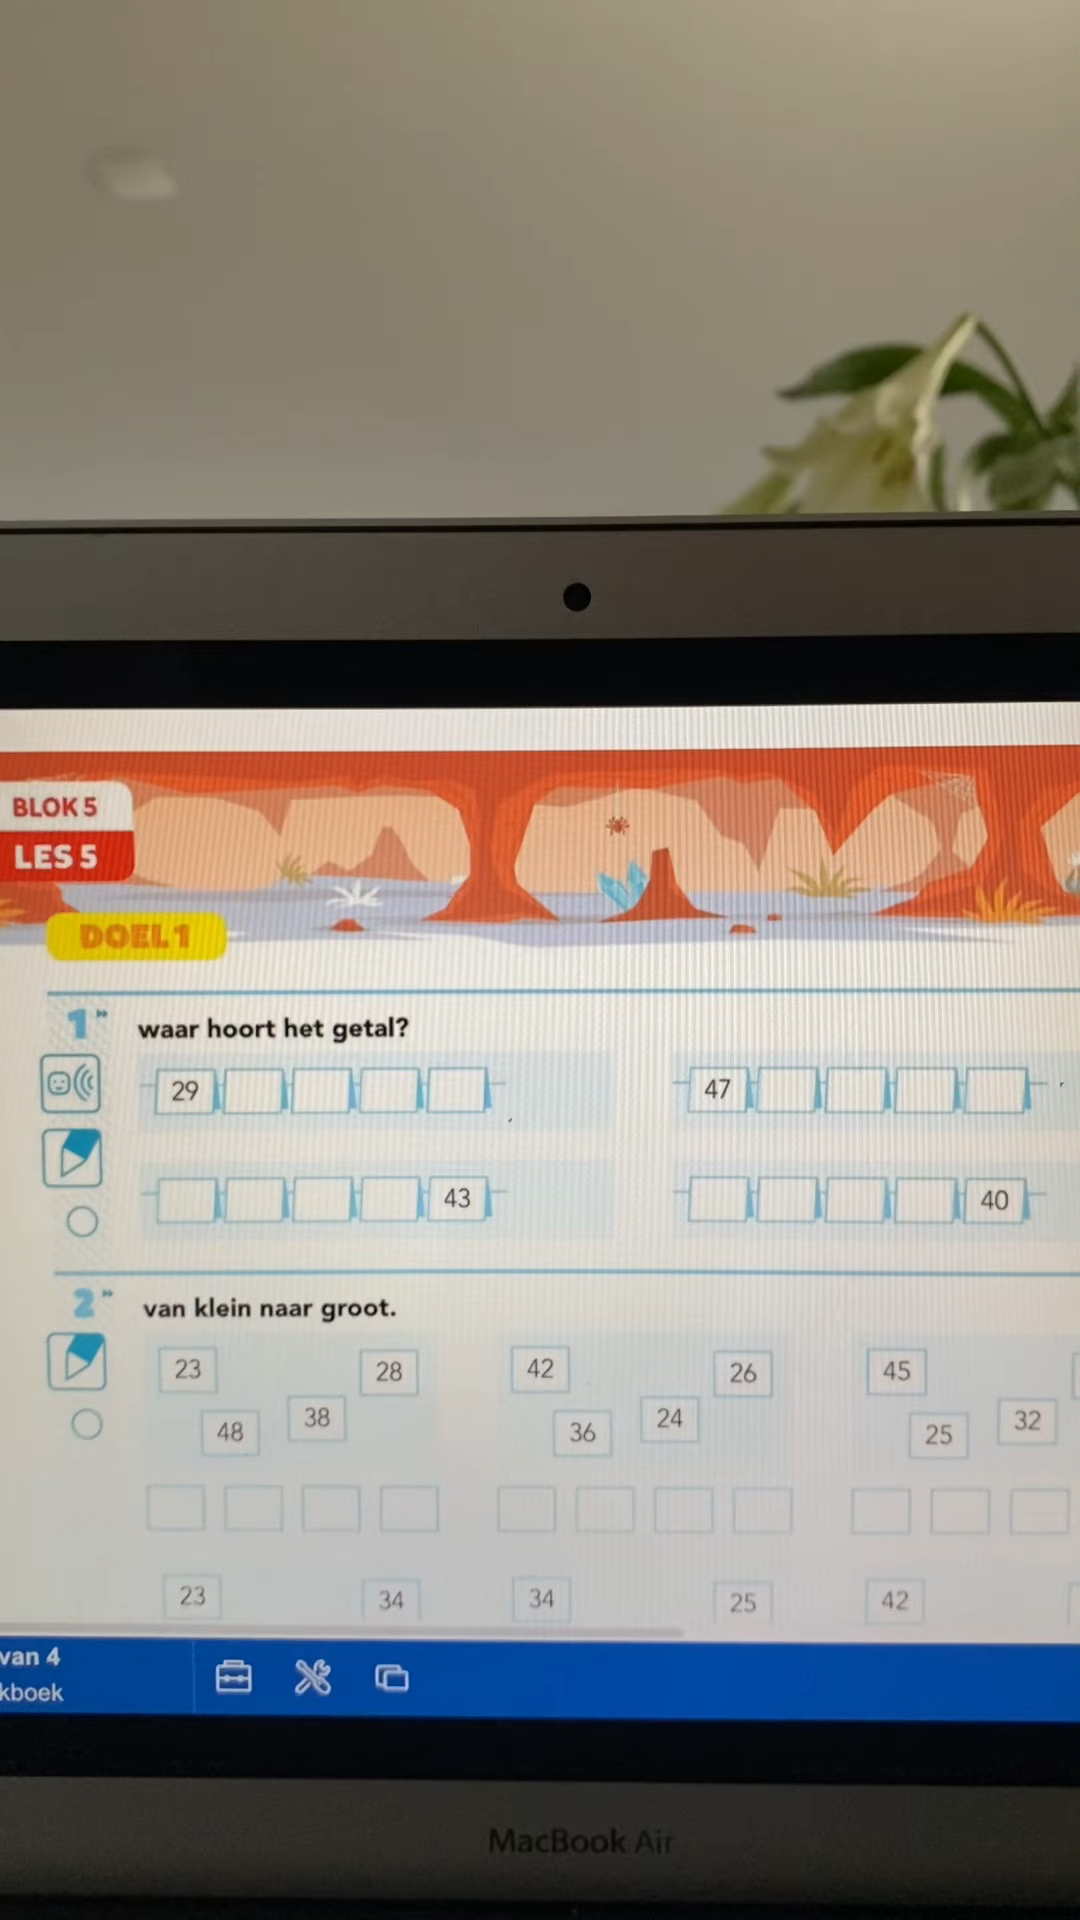 BLOK 5
LES 5
DOEL 1
1 waar hoort het getal?
29 47
43 40
2 van klein naar groot.
23 28 42 26 45
48 38 36 24 25 32
23 34 34 25 42
van 4
kboek
MacBook Air